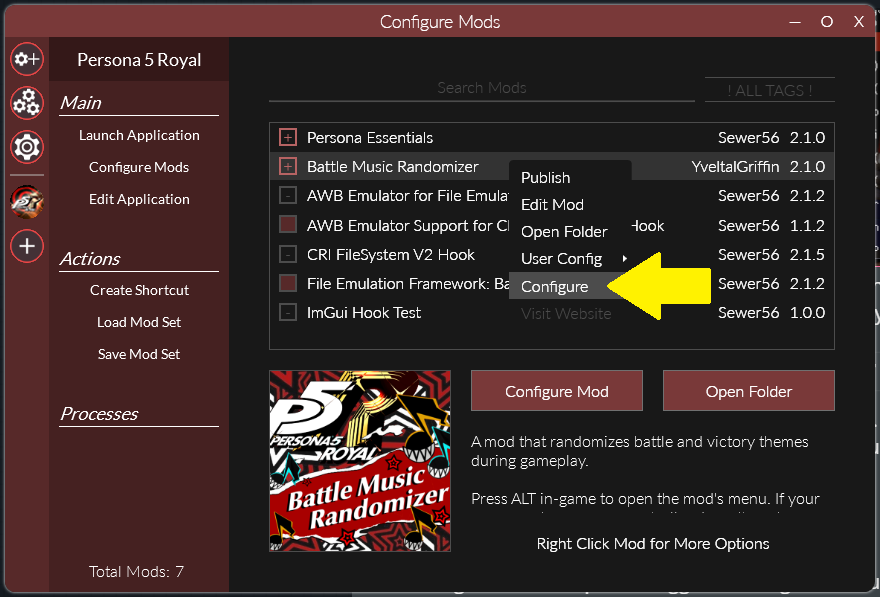 Configure Mods
Persona 5 Royal
Main
Launch Application
Configure Mods
Edit Application
Actions
Create Shortcut
Load Mod Set
Save Mod Set
Processes
Total Mods: 7
Search Mods
! ALL TAGS !
+ Persona Essentials Sewer56 2.1.0
+ Battle Music Randomizer YveltalGriffin 2.1.0
- AWB Emulator for File Emula Sewer56 2.1.2
AWB Emulator Support for Hook Sewer56 1.1.2
- CRI FileSystem V2 Hook Sewer56 2.1.5
File Emulation Framework: Ba Sewer56 2.1.2
- ImGui Hook Test Sewer56 1.0.0
Publish
Edit Mod
Open Folder
User Config
Configure
Visit Website
P5
PERSONA5
ROYAL
Battle Music
Randomizer
Configure Mod
Open Folder
A mod that randomizes battle and victory themes
during gameplay.
Press ALT in-game to open the mod's menu. If your
Right Click Mod for More Options